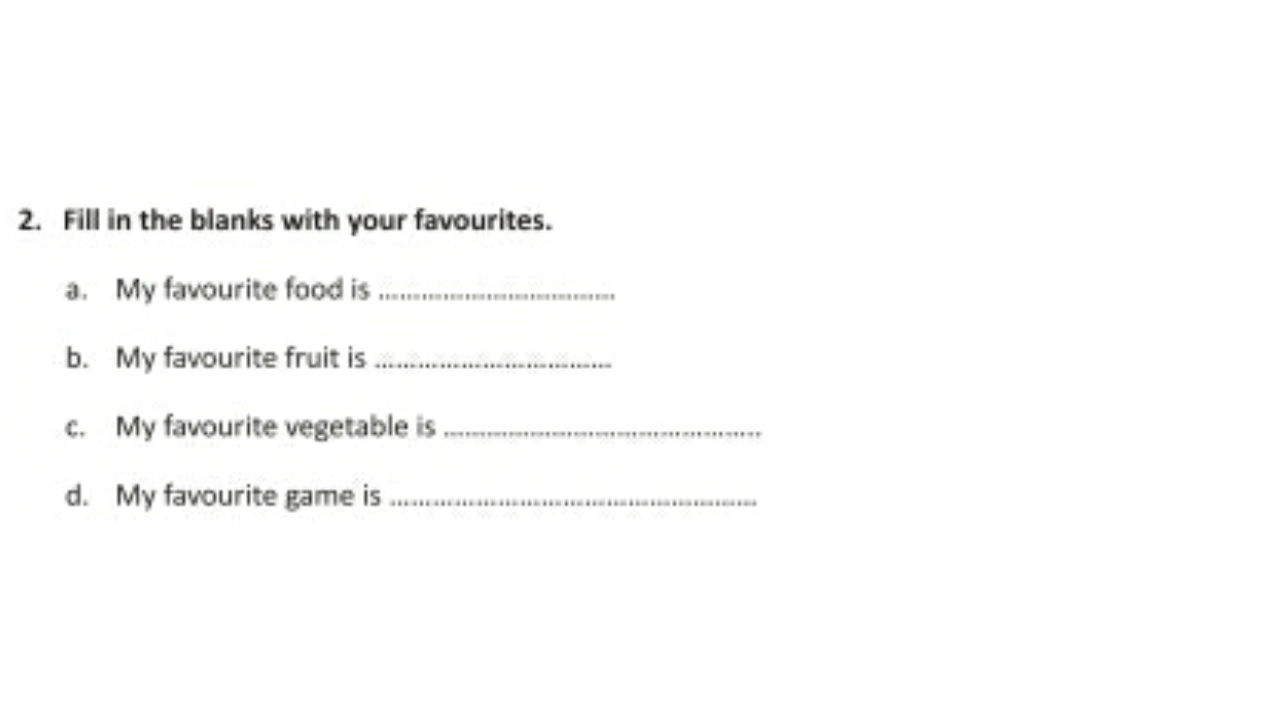 2. Fill in the blanks with your favourites.
a. My favourite food is ......................................
b. My favourite fruit is ......................................
c. My favourite vegetable is ....................................................
d. My favourite game is ............................................................